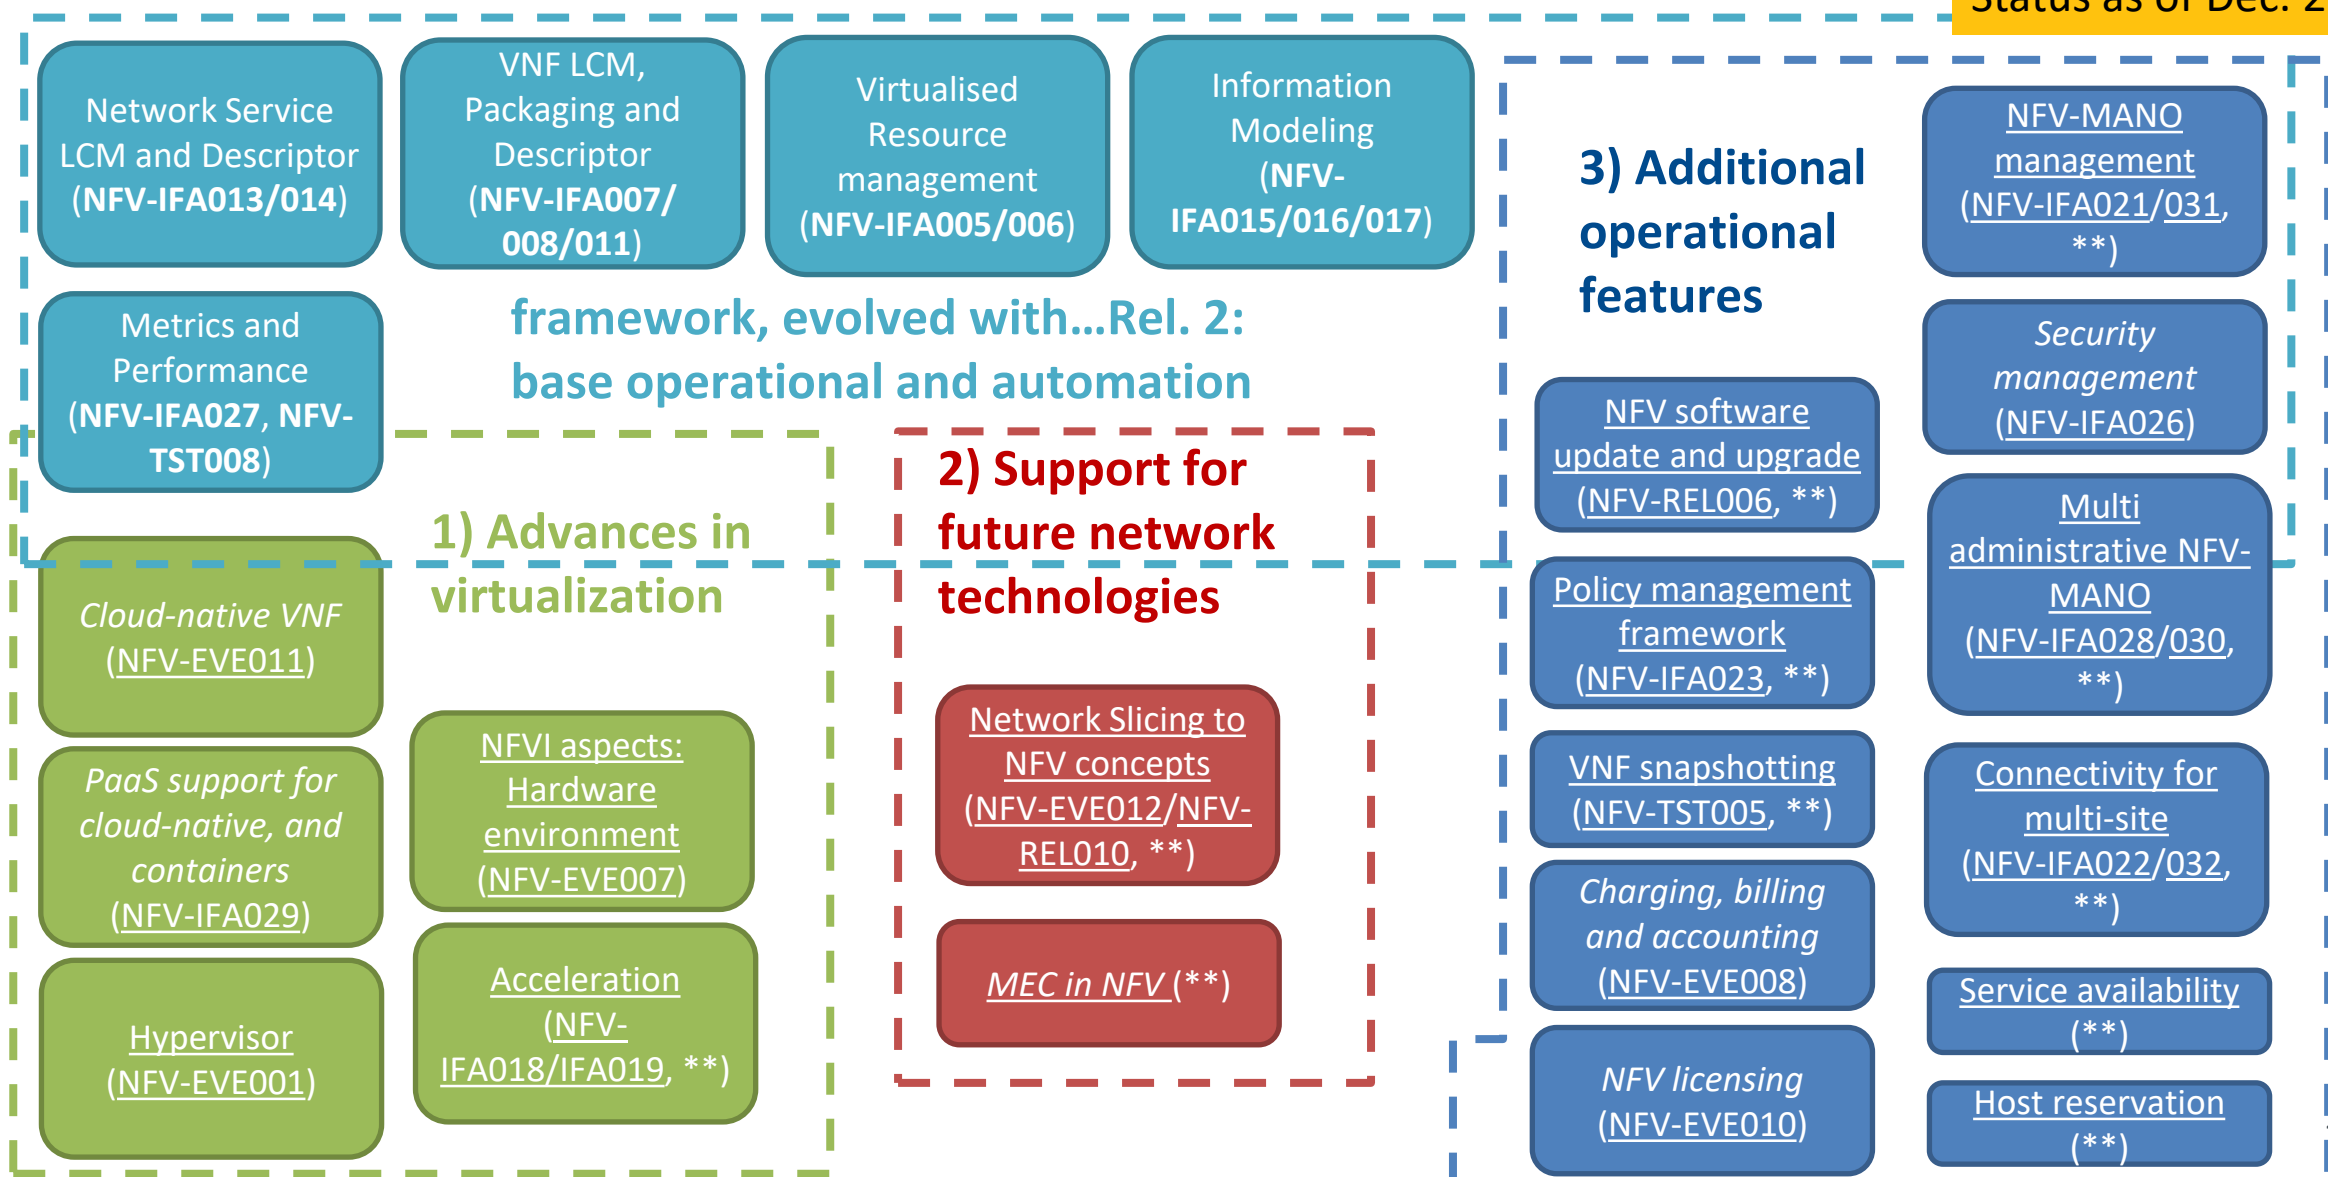 Status as of Dec. 2
Network Service
LCM and Descriptor
(NFV-IFA013/014)
VNF LCM,
Packaging and
Descriptor
(NFV-IFA007/
008/011)
Virtualised
Resource
management
(NFV-IFA005/006)
Information
Modeling
(NFV-
IFA015/016/017)
Metrics and
Performance
(NFV-IFA027, NFV-
TST008)
framework, evolved with...Rel. 2:
base operational and automation
1) Advances in
virtualization
Cloud-native VNF
(NFV-EVE011)
PaaS support for
cloud-native, and
containers
(NFV-IFA029)
Hypervisor
(NFV-EVE001)
NFVI aspects:
Hardware
environment
(NFV-EVE007)
Acceleration
(NFV-
IFA018/IFA019, **)
2) Support for
future network
technologies
Network Slicing to
NFV concepts
(NFV-EVE012/NFV-
REL010, **)
MEC in NFV (**)
3) Additional
operational
features
NFV software
update and upgrade
(NFV-REL006, **)
Policy management
framework
(NFV-IFA023, **)
VNF snapshotting
(NFV-TST005, **)
Charging, billing
and accounting
(NFV-EVE008)
NFV licensing
(NFV-EVE010)
NFV-MANO
management
(NFV-IFA021/031,
**)
Security
management
(NFV-IFA026)
Multi
administrative NFV-
MANO
(NFV-IFA028/030,
**)
Connectivity for
multi-site
(NFV-IFA022/032,
**)
Service availability
(**)
Host reservation
(**)